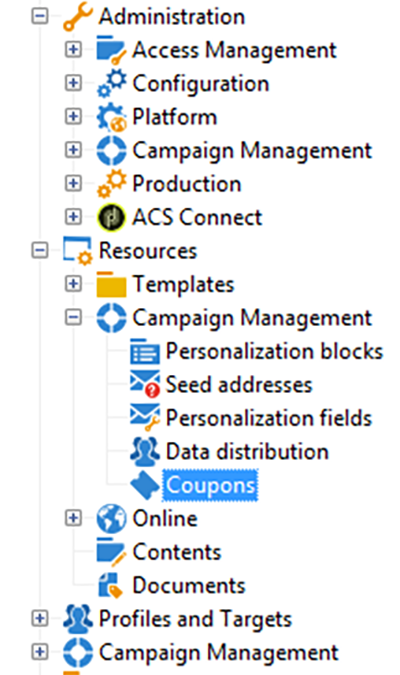 Administration
Access Management
Configuration
Platform
Campaign Management
Production
ACS Connect
Resources
Templates
Campaign Management
Personalization blocks
Seed addresses
Personalization fields
Data distribution
Coupons
Online
Contents
Documents
Profiles and Targets
Campaign Management